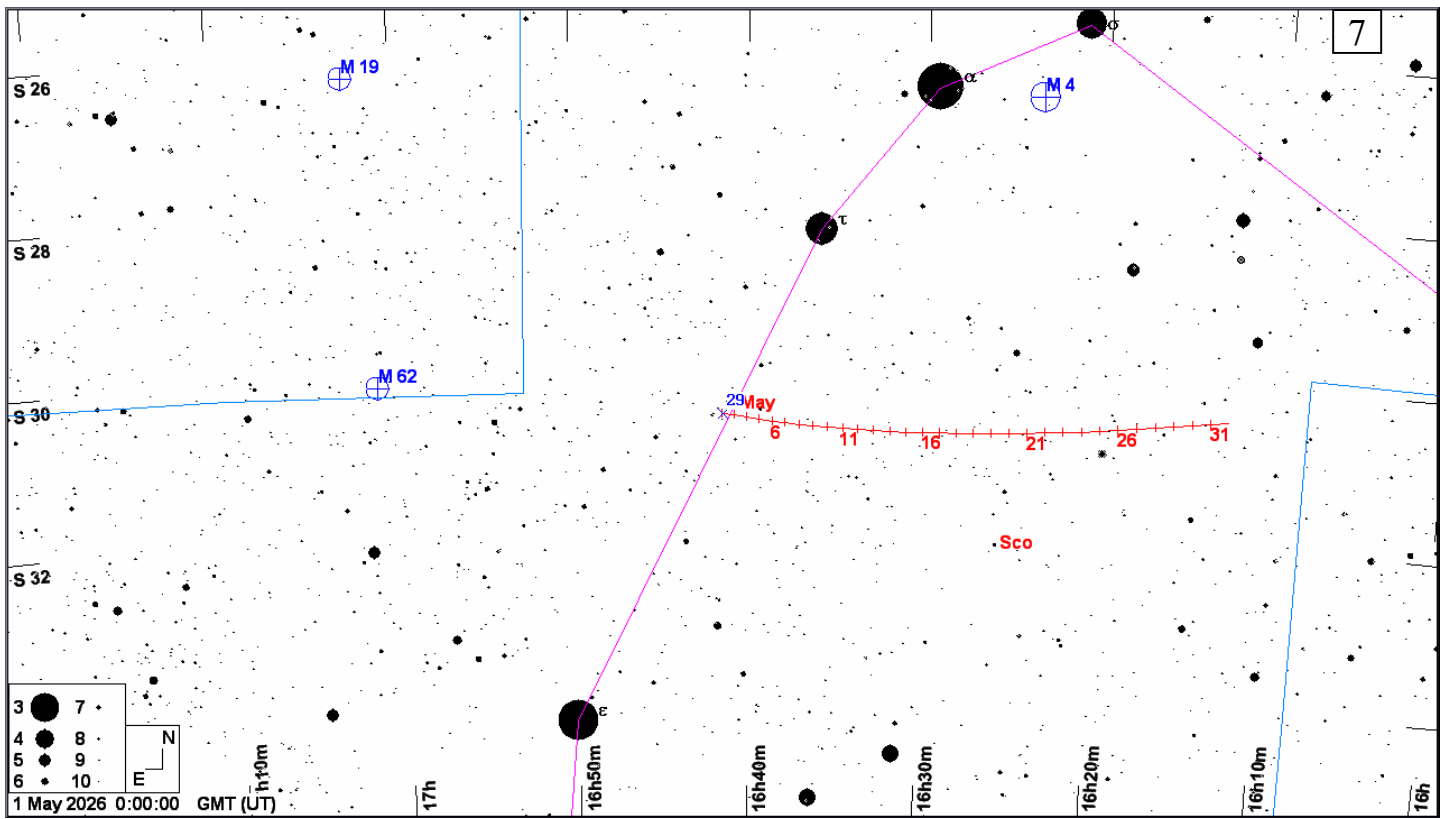 7
σ
M 19
α
M 4
S 26
τ
S 28
M 62
29 May
S 30
6 11 16 21 26 31
Sco
S 32
ε
3 7
4 8
5 9
6 10
N
E
h10m
17h
16h50m
16h40m
16h30m
16h20m
16h10m
16h
1 May 2026 0:00:00 GMT (UT)